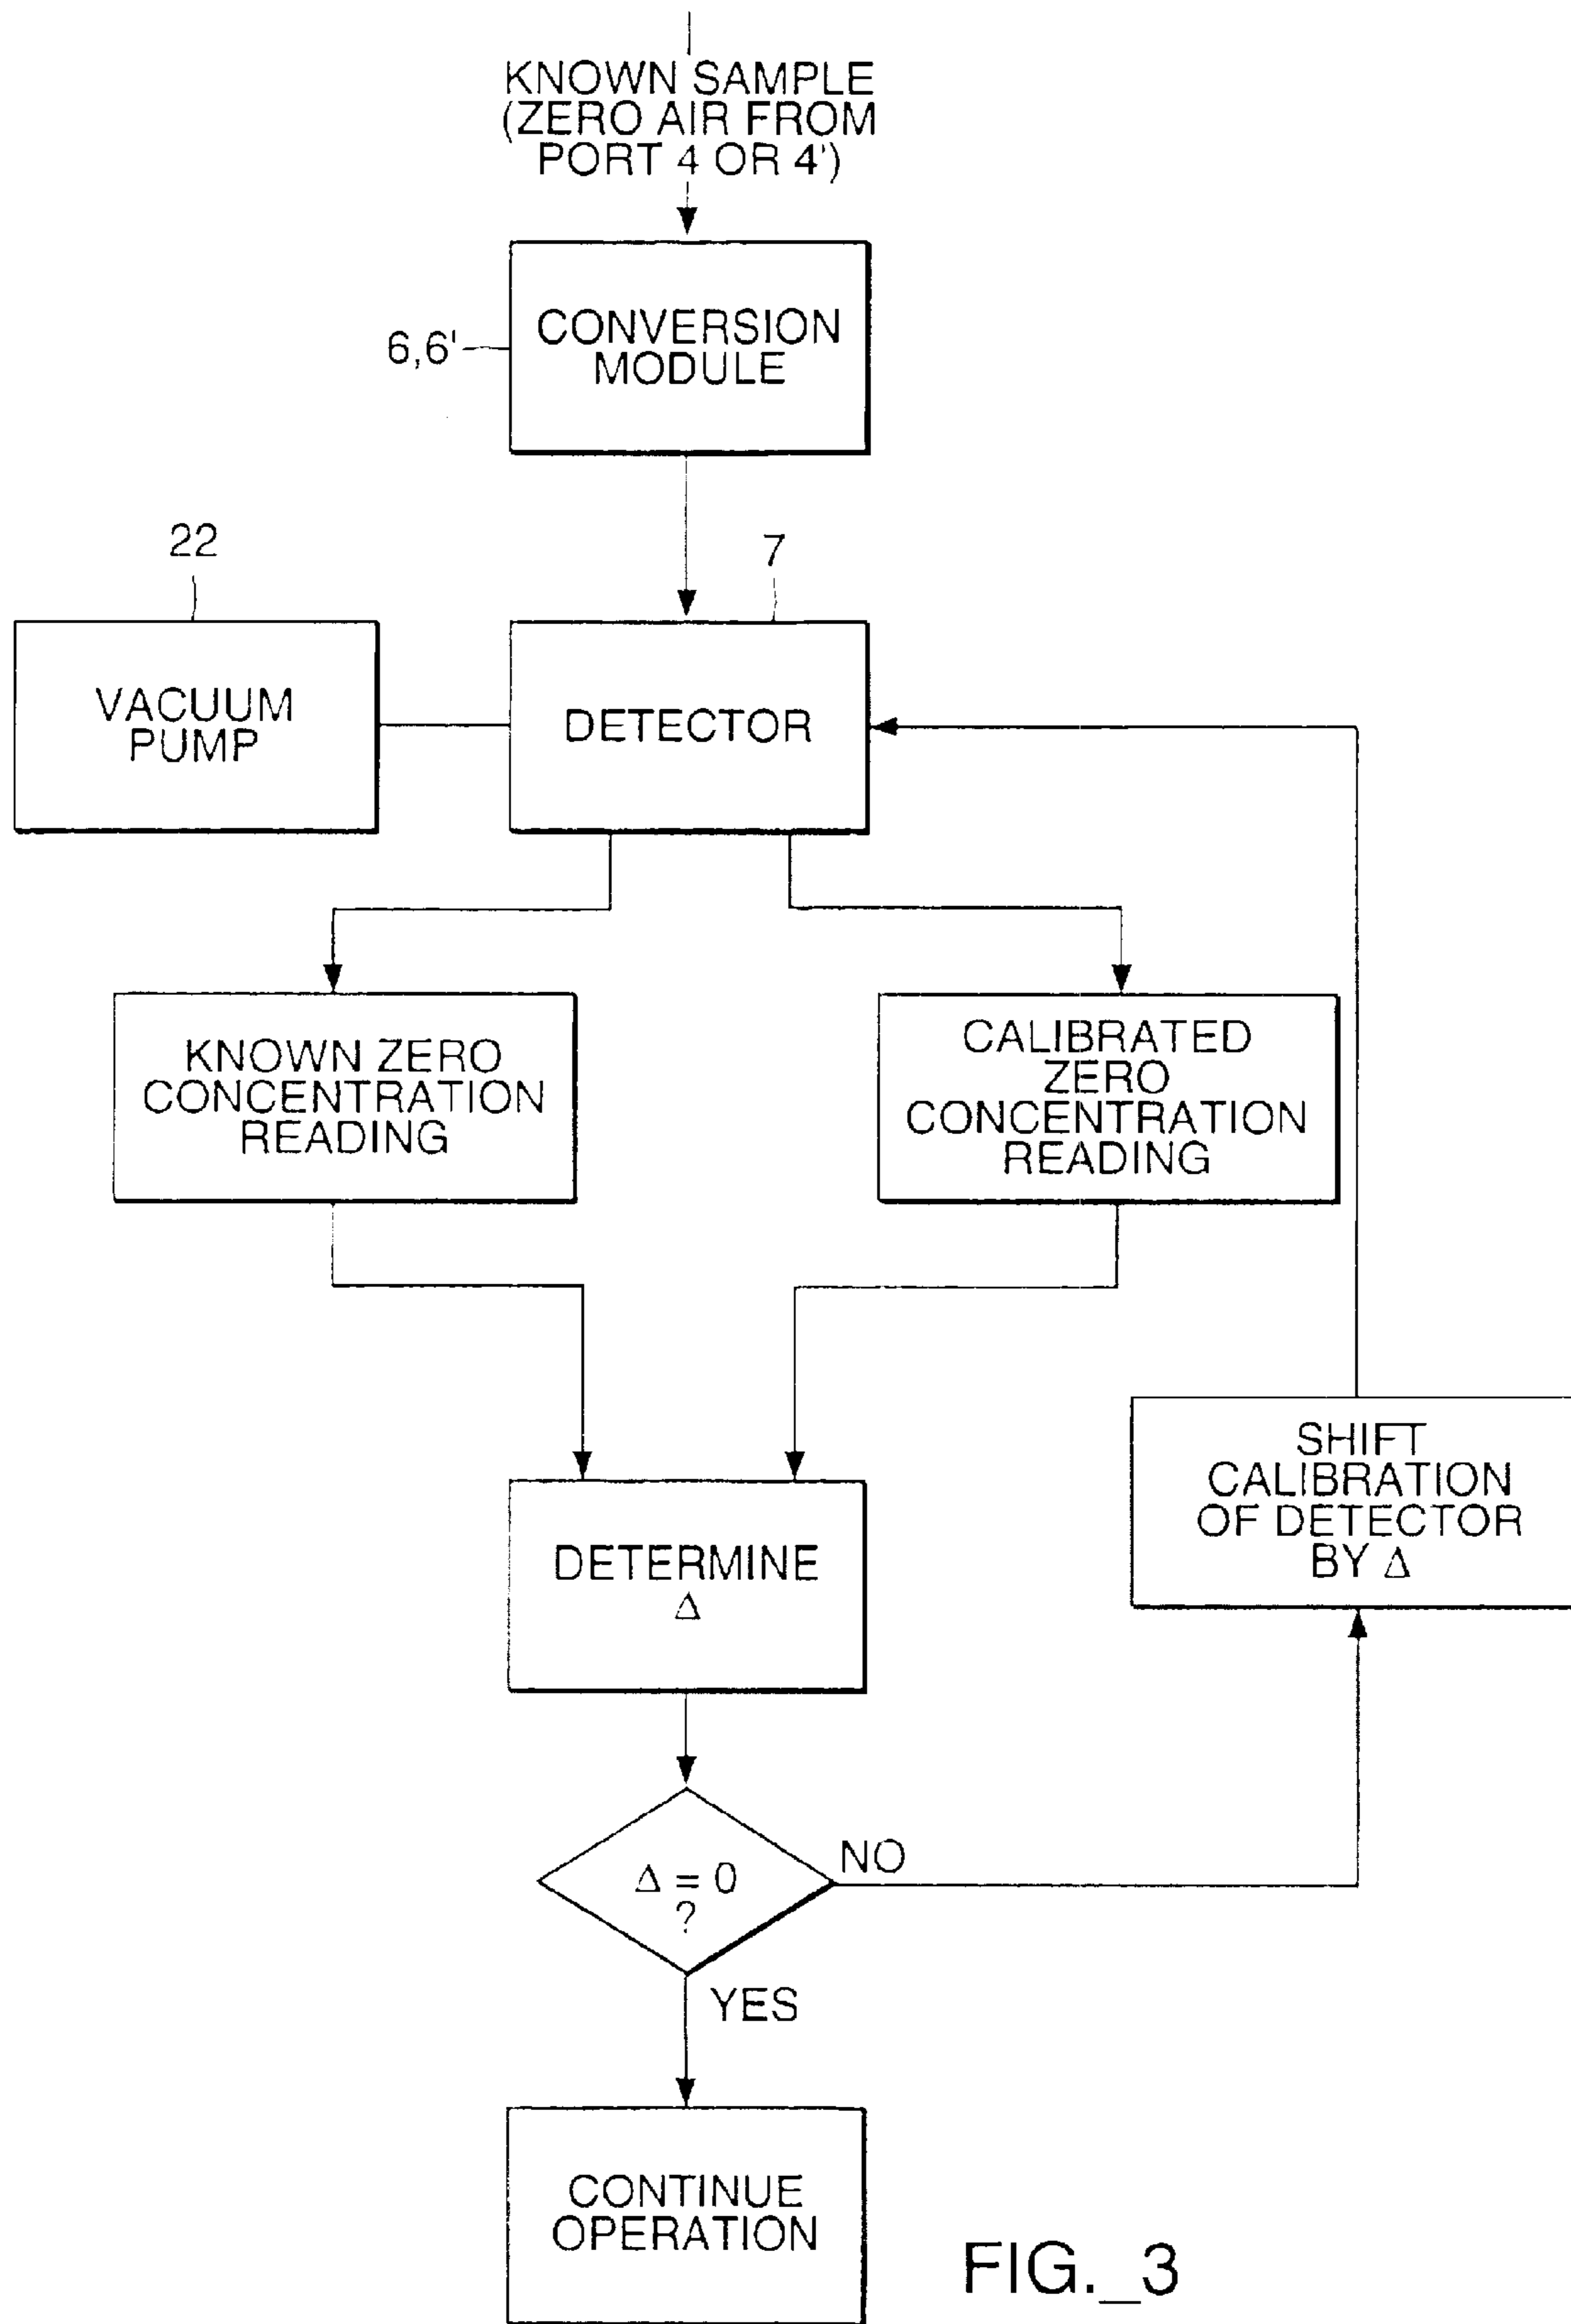 KNOWN SAMPLE
(ZERO AIR FROM
PORT 4 OR 4')
6,6'
CONVERSION
MODULE
22
7
VACUUM
PUMP
DETECTOR
KNOWN ZERO
CONCENTRATION
READING
CALIBRATED
ZERO
CONCENTRATION
READING
SHIFT
CALIBRATION
OF DETECTOR
BY Δ
DETERMINE
Δ
Δ = 0
?
NO
YES
CONTINUE
OPERATION
FIG._3